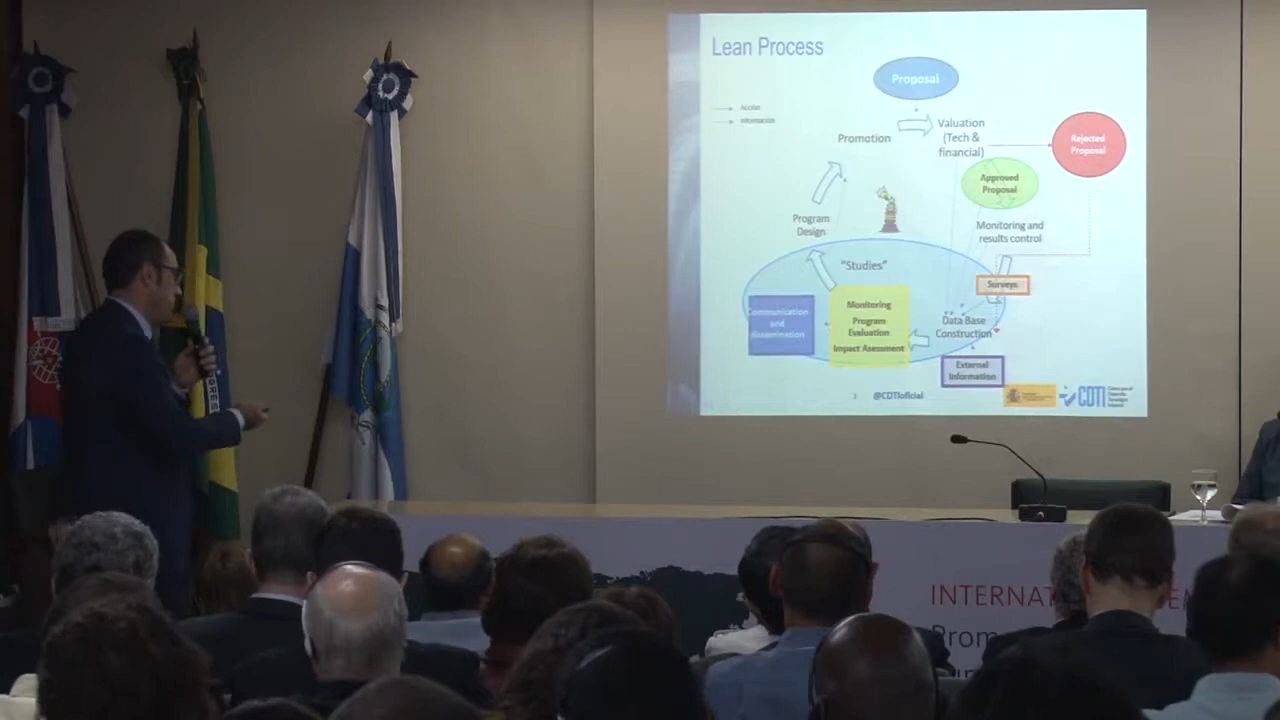 Lean Process
Proposal
Acción
Información
Promotion
Valuation
(Tech &
financial)
Rejected
Proposal
Approved
Proposal
Program
Design
Monitoring and
results control
"Studies"
Surveys
Communication
and
dissemination
Monitoring
Program
Evaluation
Impact Asessment
Data Base
Construction
External
Information
@CDTIoficial
CDTI
INTERNAT
Prom